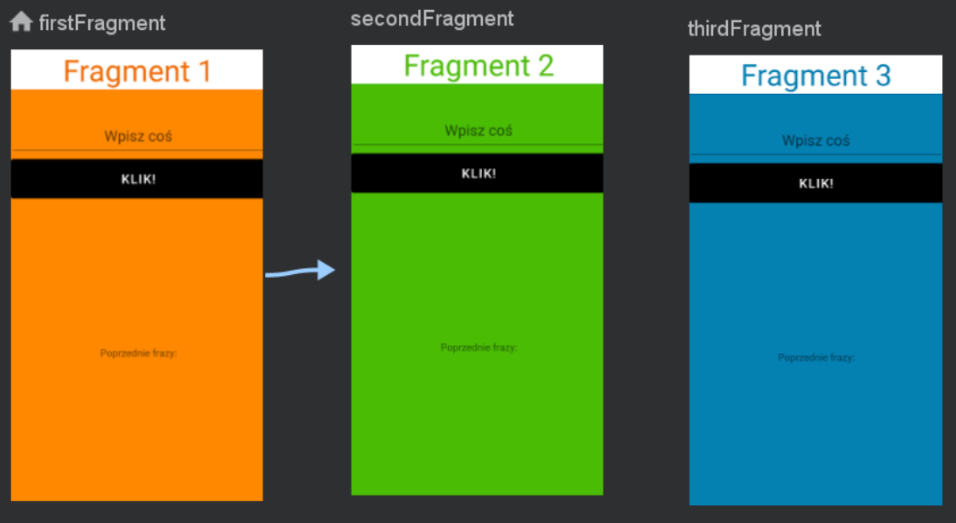 firstFragment
Fragment 1
Wpisz coś
KLIK!
Poprzednie frazy:
secondFragment
Fragment 2
Wpisz coś
KLIK!
Poprzednie frazy:
thirdFragment
Fragment 3
Wpisz coś
KLIK!
Poprzednie frazy: